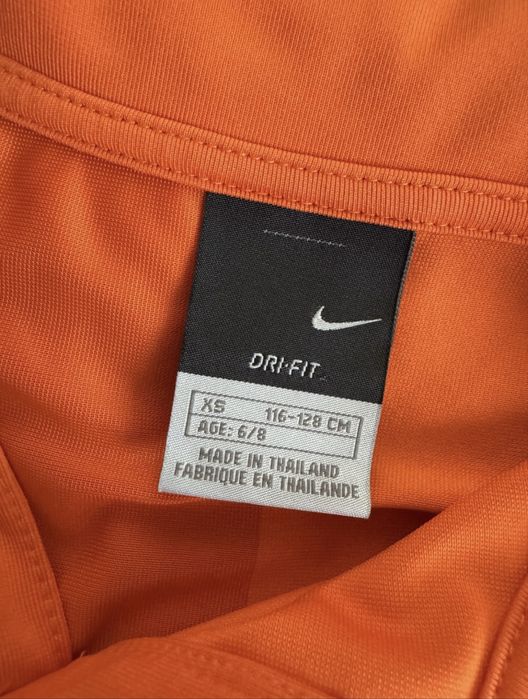 DRI-FIT
XS 116-128 CM
AGE: 6/8
MADE IN THAILAND
FABRIQUE EN THAILANDE